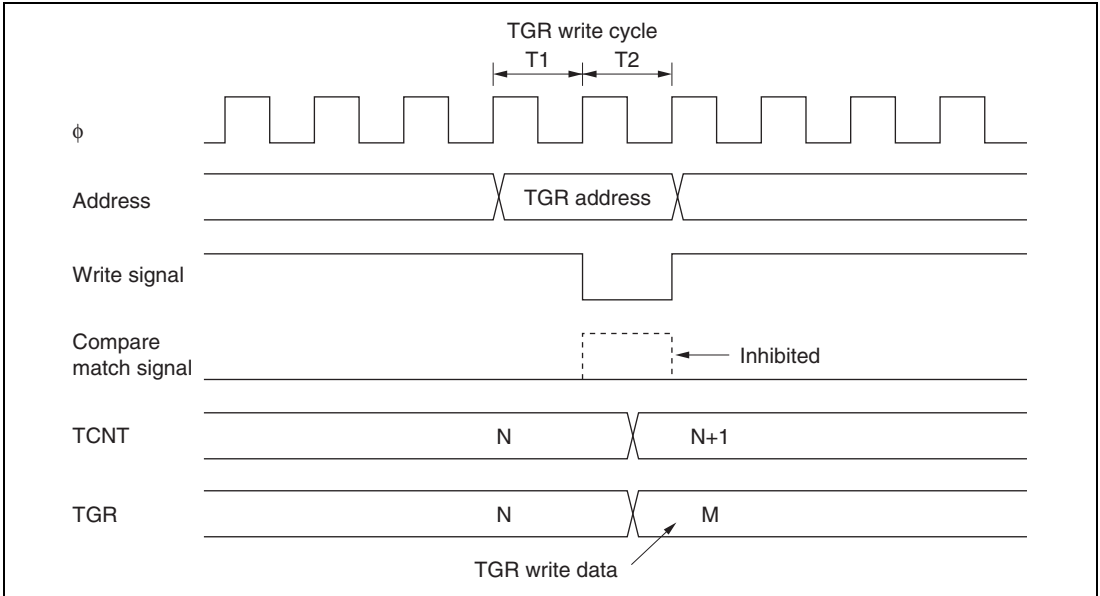 TGR write cycle
T1 T2
ϕ
Address
TGR address
Write signal
Compare
match signal
Inhibited
TCNT
N
N+1
TGR
N
M
TGR write data